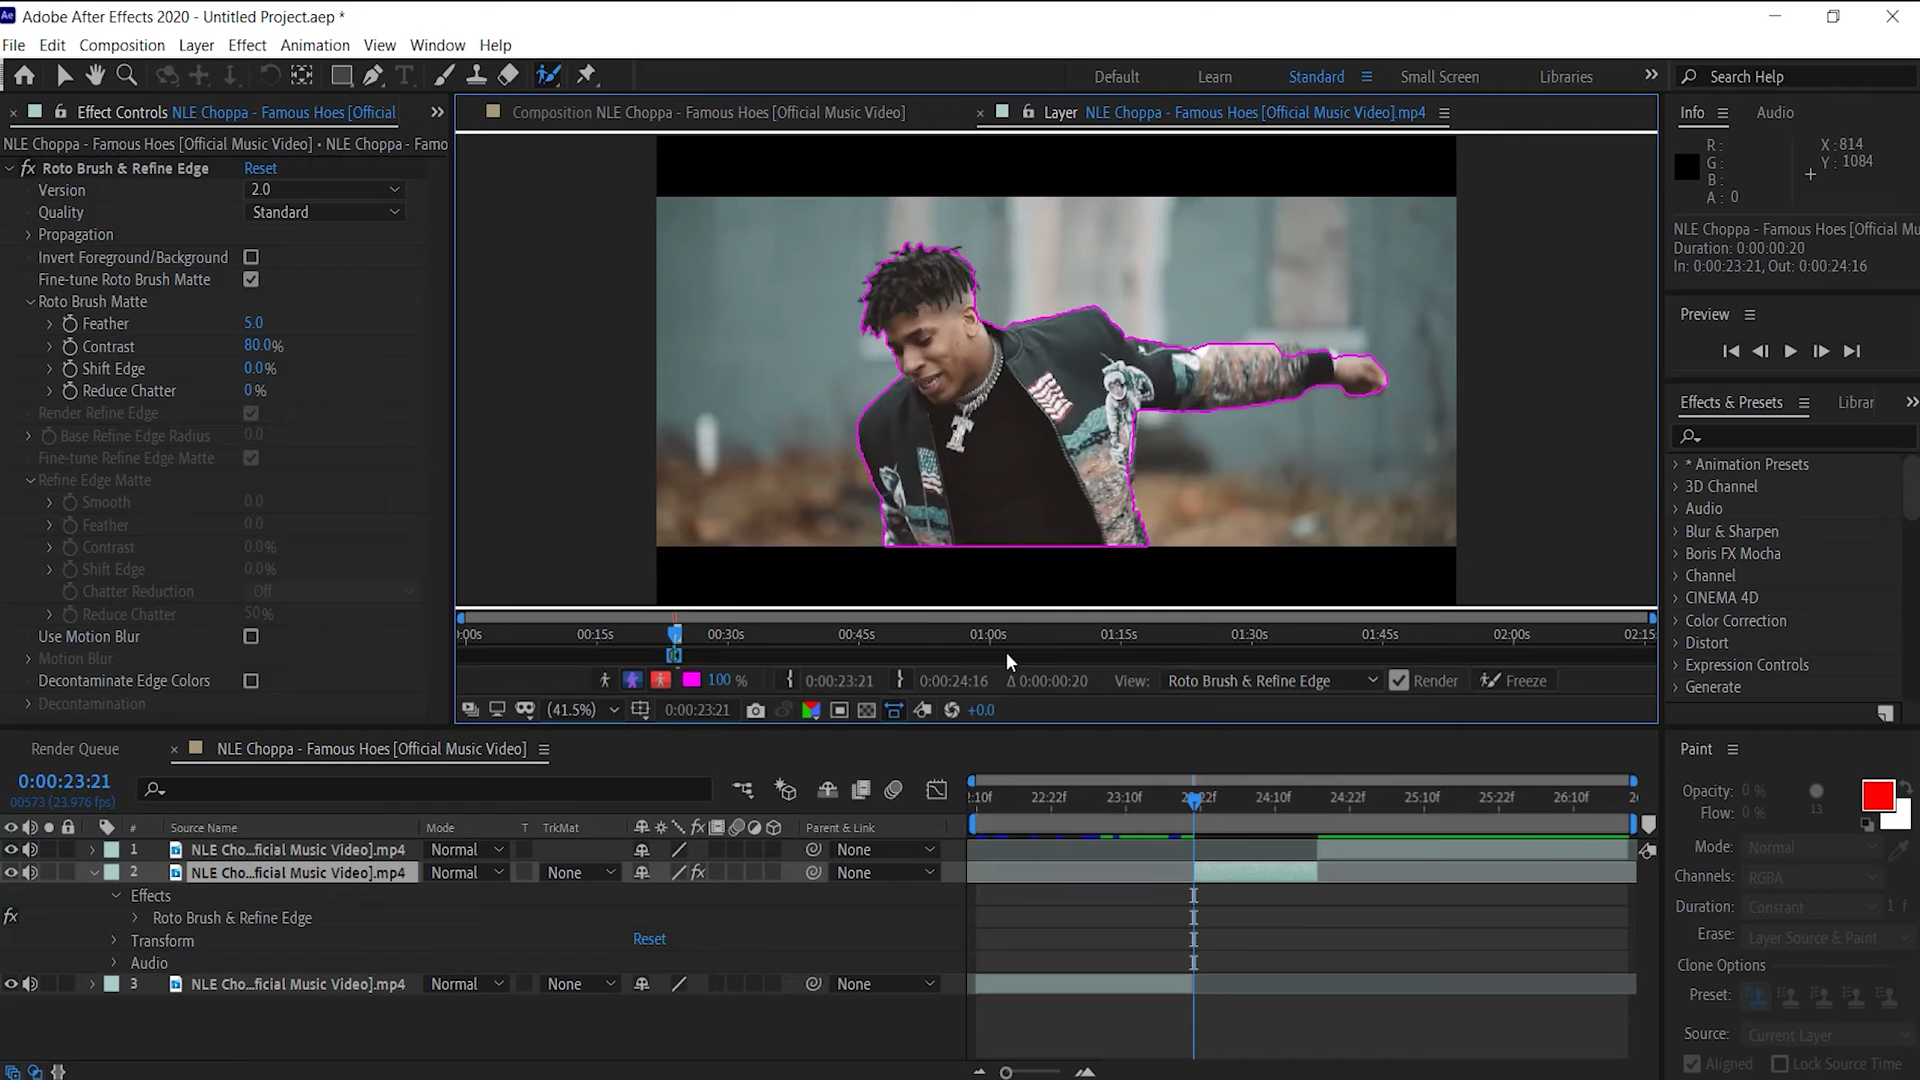 Ae Adobe After Effects 2020 - Untitled Project.aep *
File Edit Composition Layer Effect Animation View Window Help
T Default Learn Standard Small Screen Libraries Search Help
Effect Controls NLE Choppa - Famous Hoes [Official
Composition NLE Choppa - Famous Hoes [Official Music Video]
Layer NLE Choppa - Famous Hoes [Official Music Video].mp4
NLE Choppa - Famous Hoes [Official Music Video] • NLE Choppa - Famo
fx Roto Brush & Refine Edge Reset
Version 2.0
Quality Standard
Propagation
Invert Foreground/Background
Fine-tune Roto Brush Matte
Roto Brush Matte
Feather 5.0
Contrast 80.0%
Shift Edge 0.0%
Reduce Chatter 0%
Render Refine Edge
Base Refine Edge Radius 0.0
Fine-tune Refine Edge Matte
Refine Edge Matte
Smooth 0.0
Feather 0.0
Contrast 0.0%
Shift Edge 0.0%
Chatter Reduction Off
Reduce Chatter 50%
Use Motion Blur
Motion Blur
Decontaminate Edge Colors
Decontamination
:00s 00:15s 00:30s 00:45s 01:00s 01:15s 01:30s 01:45s 02:00s 02:15s
100 % 0:00:23:21 0:00:24:16 Δ 0:00:00:20 View: Roto Brush & Refine Edge Render Freeze
(41.5%) 0:00:23:21 +0.0
Info Audio
R:
G:
B:
A: 0
X: 814
Y: 1084
NLE Choppa - Famous Hoes [Official Mu
Duration: 0:00:00:20
In: 0:00:23:21, Out: 0:00:24:16
Preview
Effects & Presets Librar
* Animation Presets
3D Channel
Audio
Blur & Sharpen
Boris FX Mocha
Channel
CINEMA 4D
Color Correction
Distort
Expression Controls
Generate
Render Queue NLE Choppa - Famous Hoes [Official Music Video]
0:00:23:21
00573 (23.976 fps)
:10f 22:22f 23:10f 22f 24:10f 24:22f 25:10f 25:22f 26:10f
# Source Name Mode T TrkMat fx Parent & Link
1 NLE Cho...ficial Music Video].mp4 Normal None
2 NLE Cho...ficial Music Video].mp4 Normal None fx None
Effects
fx Roto Brush & Refine Edge
Transform Reset
Audio
3 NLE Cho...ficial Music Video].mp4 Normal None None
Paint
Opacity: 0 %
Flow: 0 %
13
Mode: Normal
Channels: RGBA
Duration: Constant 1 f
Erase: Layer Source & Paint
Clone Options
Preset:
Source: Current Layer
Aligned Lock Source Time